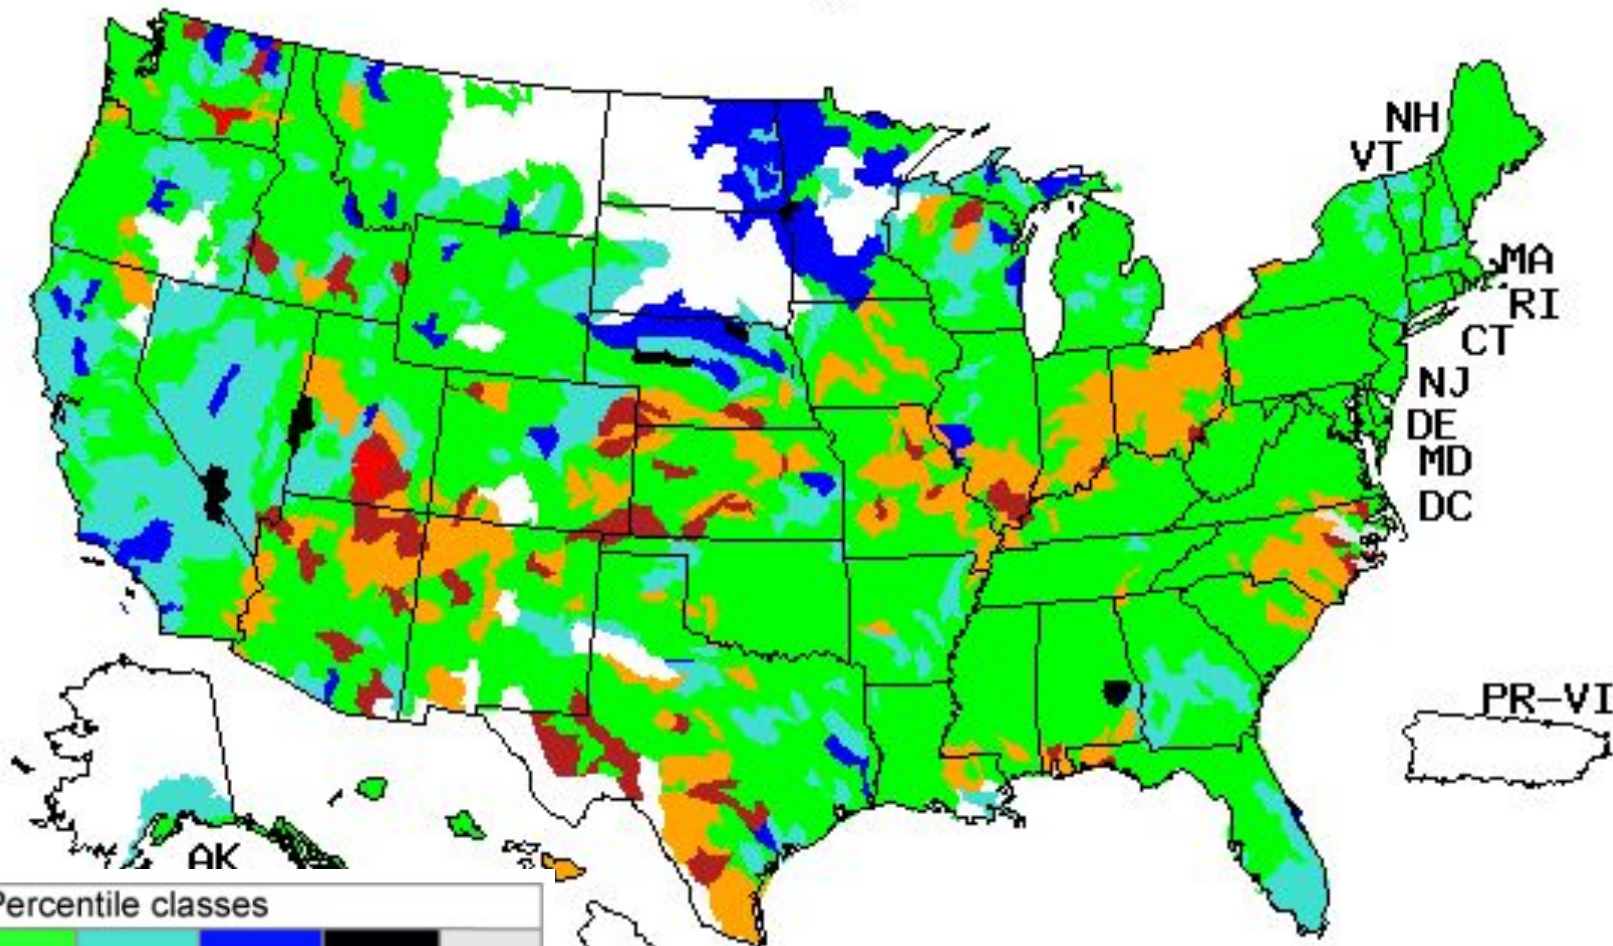 NH
VT
MA
RI
CT
NJ
DE
MD
DC
PR-VI
AK
Percentile classes